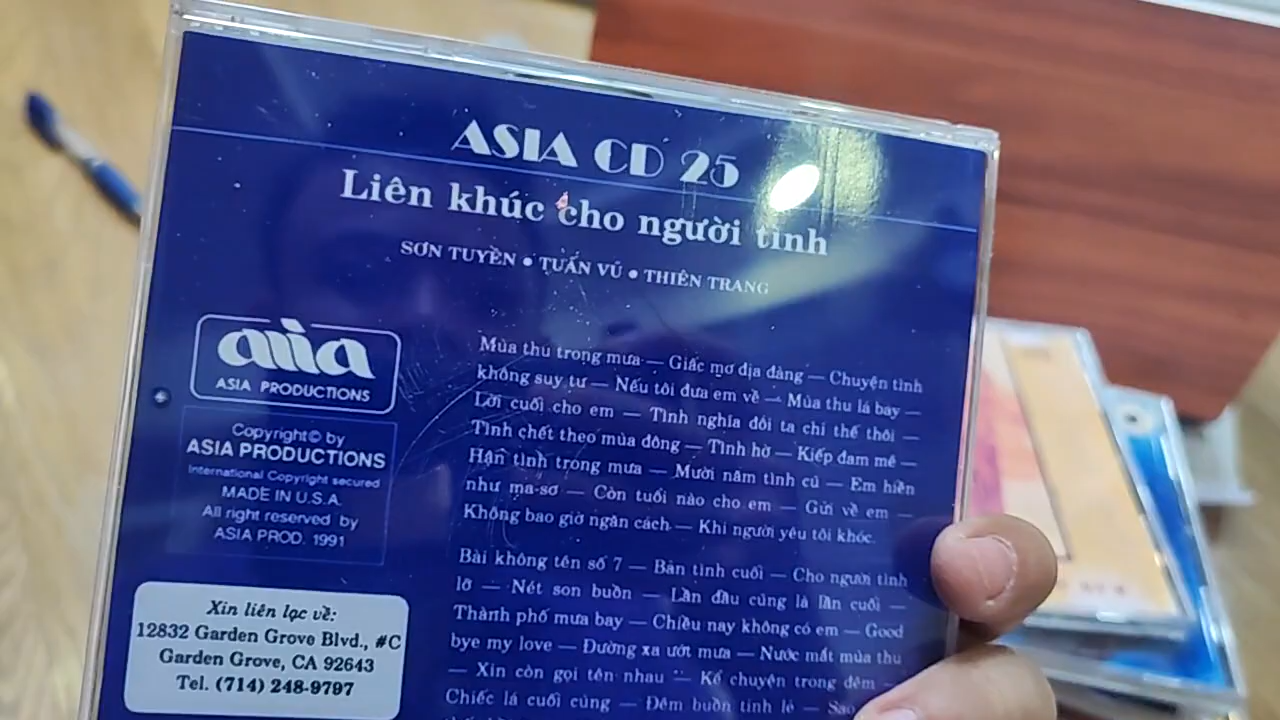 ASIA CD 25
Liên khúc cho người tình
SƠN TUYỀN • TUẤN VŨ • THIÊN TRANG
asia
ASIA PRODUCTIONS
Copyright© by
ASIA PRODUCTIONS
International Copyright secured
MADE IN U.S.A.
All right reserved by
ASIA PROD. 1991
Xin liên lạc về:
12832 Garden Grove Blvd., #C
Garden Grove, CA 92643
Tel. (714) 248-9797
Mùa thu trong mưa — Giấc mơ địa đàng — Chuyện tình
không suy tư — Nếu tôi đưa em về — Mùa thu lá bay —
Lời cuối cho em — Tình nghĩa đôi ta chỉ thế thôi —
Tình chết theo mùa đông — Tình hờ — Kiếp đam mê —
Hận tình trong mưa — Mười năm tình cũ — Em hiền
như ma-sơ — Còn tuổi nào cho em — Gửi về em —
Không bao giờ ngăn cách — Khi người yêu tôi khóc.
Bài không tên số 7 — Bản tình cuối — Cho người tình
lỡ — Nét son buồn — Lần đầu cũng là lần cuối —
Thành phố mưa bay — Chiều nay không có em — Good
bye my love — Đường xa ướt mưa — Nước mắt mùa thu
— Xin còn gọi tên nhau — Kể chuyện trong đêm —
Chiếc lá cuối cùng — Đêm buồn tỉnh lẻ — Sao